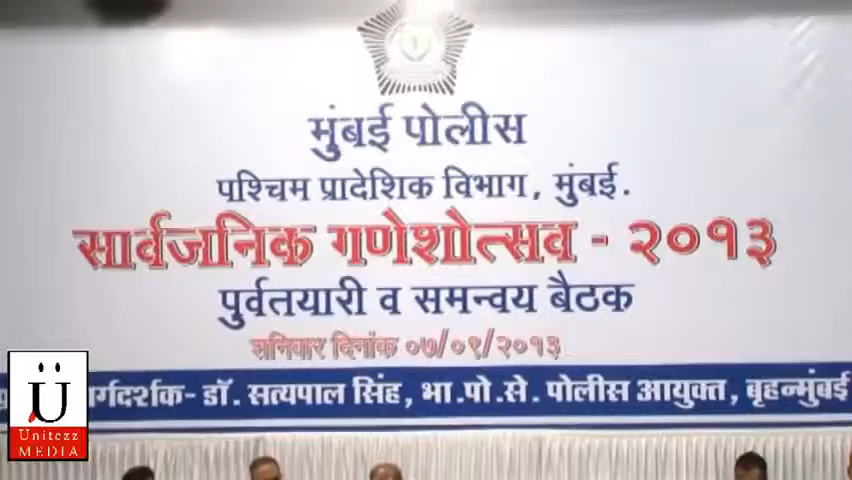 मुंबई पोलीस
पश्चिम प्रादेशिक विभाग, मुंबई.
सार्वजनिक गणेशोत्सव - २०१३
पुर्वतयारी व समन्वय बैठक
शनिवार दिनांक ०७/०९/२०१३
र्गदर्शक- डॉ. सत्यपाल सिंह, भा.पो.से. पोलीस आयुक्त, बृहन्मुंबई
Ü
Unitezz
MEDIA